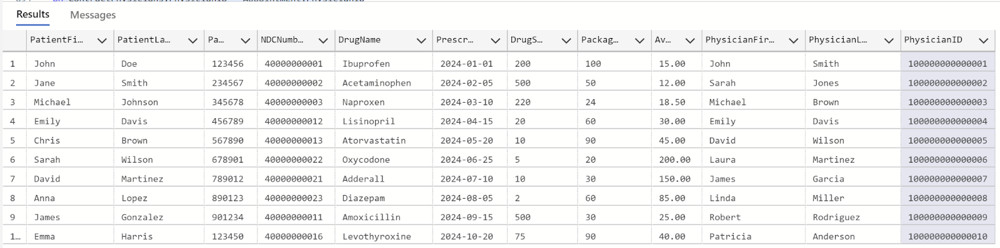 on ContractPhysicians.PhysicianID = Appointment.PhysicianID
Results Messages
PatientFi… PatientLa… Pa… NDCNumb… DrugName Prescr… DrugS… Packag… Av… PhysicianFir… PhysicianL… PhysicianID
1 John Doe 123456 40000000001 Ibuprofen 2024-01-01 200 100 15.00 John Smith 100000000000001
2 Jane Smith 234567 40000000002 Acetaminophen 2024-02-05 500 50 12.00 Sarah Jones 100000000000002
3 Michael Johnson 345678 40000000003 Naproxen 2024-03-10 220 24 18.50 Michael Brown 100000000000003
4 Emily Davis 456789 40000000012 Lisinopril 2024-04-15 20 60 30.00 Emily Davis 100000000000004
5 Chris Brown 567890 40000000013 Atorvastatin 2024-05-20 10 90 45.00 David Wilson 100000000000005
6 Sarah Wilson 678901 40000000022 Oxycodone 2024-06-25 5 20 200.00 Laura Martinez 100000000000006
7 David Martinez 789012 40000000021 Adderall 2024-07-10 10 30 150.00 James Garcia 100000000000007
8 Anna Lopez 890123 40000000023 Diazepam 2024-08-05 2 60 85.00 Linda Miller 100000000000008
9 James Gonzalez 901234 40000000011 Amoxicillin 2024-09-15 500 30 25.00 Robert Rodriguez 100000000000009
1… Emma Harris 123450 40000000016 Levothyroxine 2024-10-20 75 90 40.00 Patricia Anderson 100000000000010